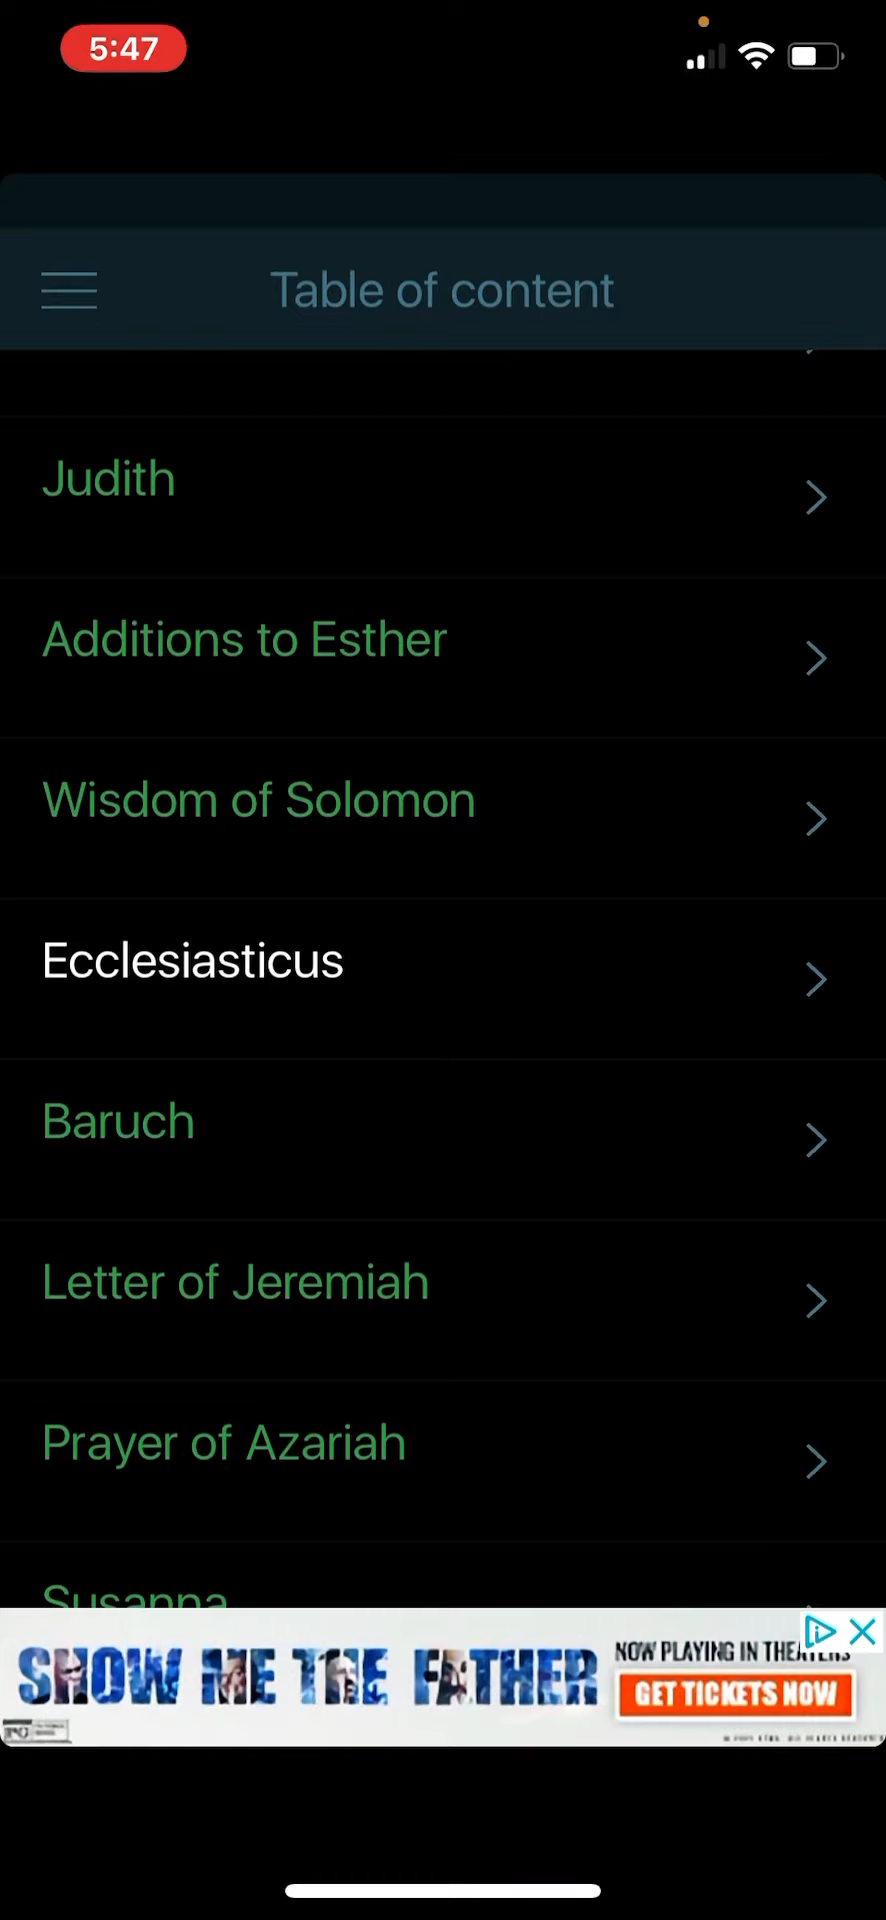 5:47
Table of content
Judith
Additions to Esther
Wisdom of Solomon
Ecclesiasticus
Baruch
Letter of Jeremiah
Prayer of Azariah
Susanna
SHOW ME THE FATHER
NOW PLAYING IN THEATERS
GET TICKETS NOW
PG